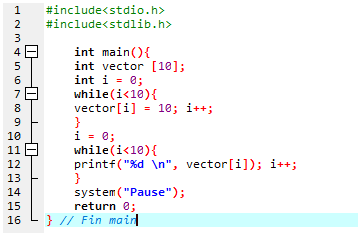 1 #include<stdio.h>
2 #include<stdlib.h>
3
4 int main(){
5 int vector [10];
6 int i = 0;
7 while(i<10){
8 vector[i] = 10; i++;
9 }
10 i = 0;
11 while(i<10){
12 printf("%d \n", vector[i]); i++;
13 }
14 system("Pause");
15 return 0;
16 } // Fin main